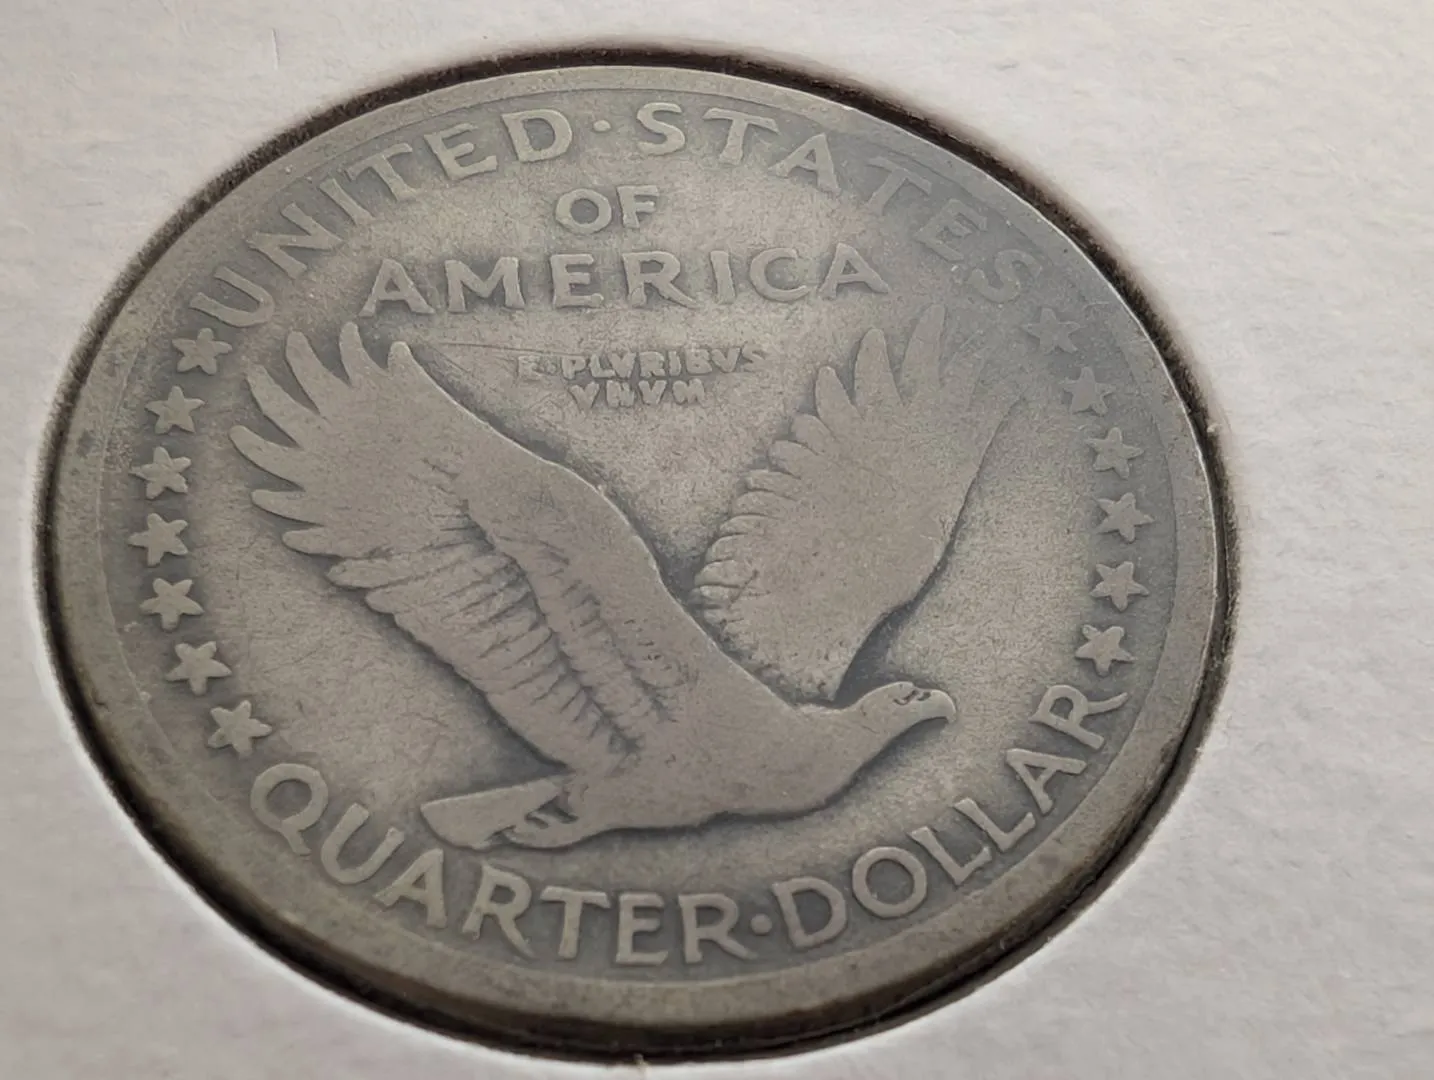 UNITED·STATES
OF
AMERICA
E·PLVRIBVS
VNVM
QUARTER·DOLLAR